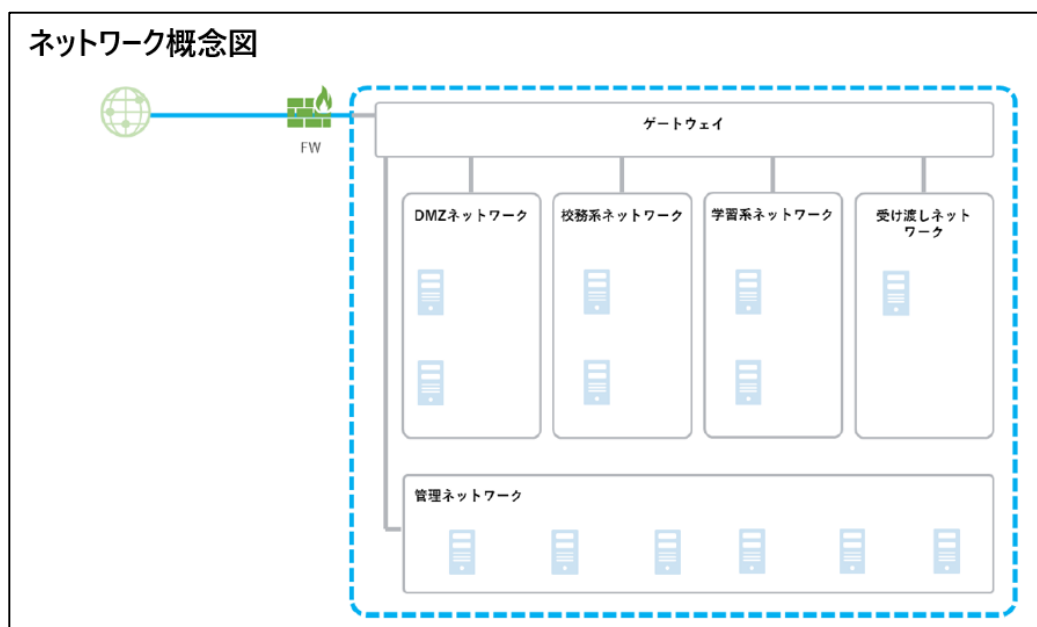 ネットワーク概念図
FW
ゲートウェイ
DMZネットワーク
校務系ネットワーク
学習系ネットワーク
受け渡しネット
ワーク
管理ネットワーク